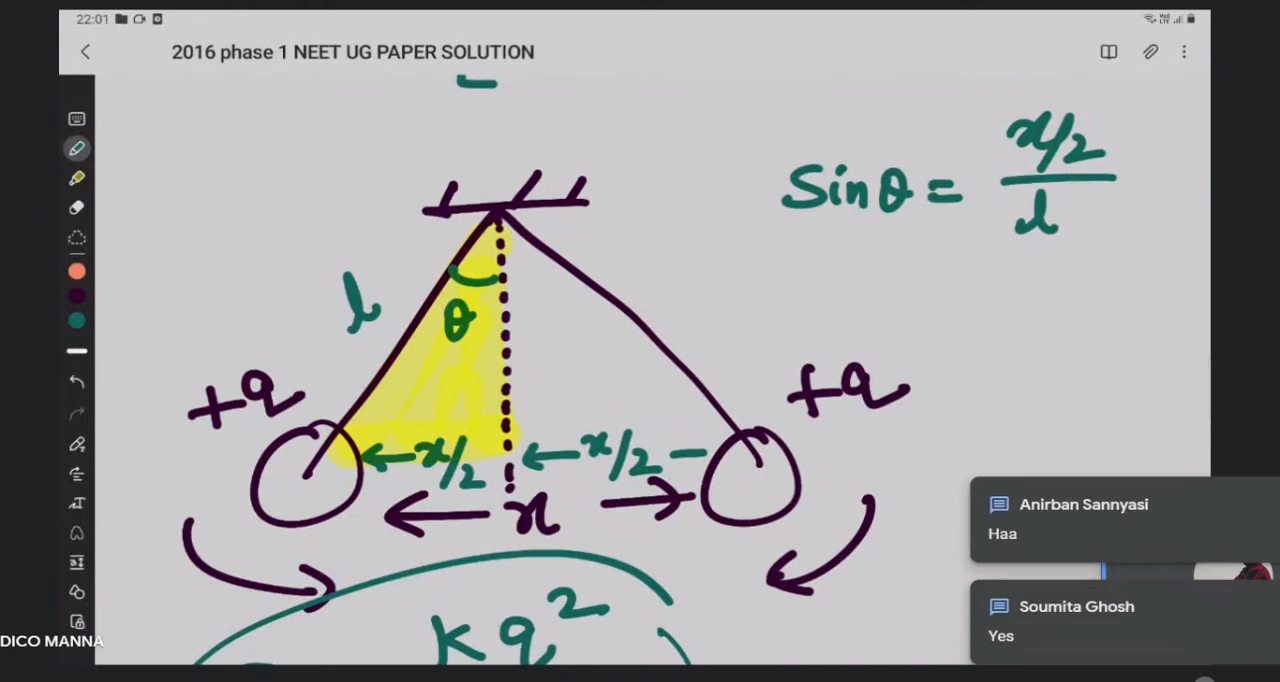 22:01
2016 phase 1 NEET UG PAPER SOLUTION
Sinθ = x/2
l
l
θ
+q
+q
x/2
x/2
x
Kq²
Anirban Sannyasi
Haa
Soumita Ghosh
Yes
DICO MANNA